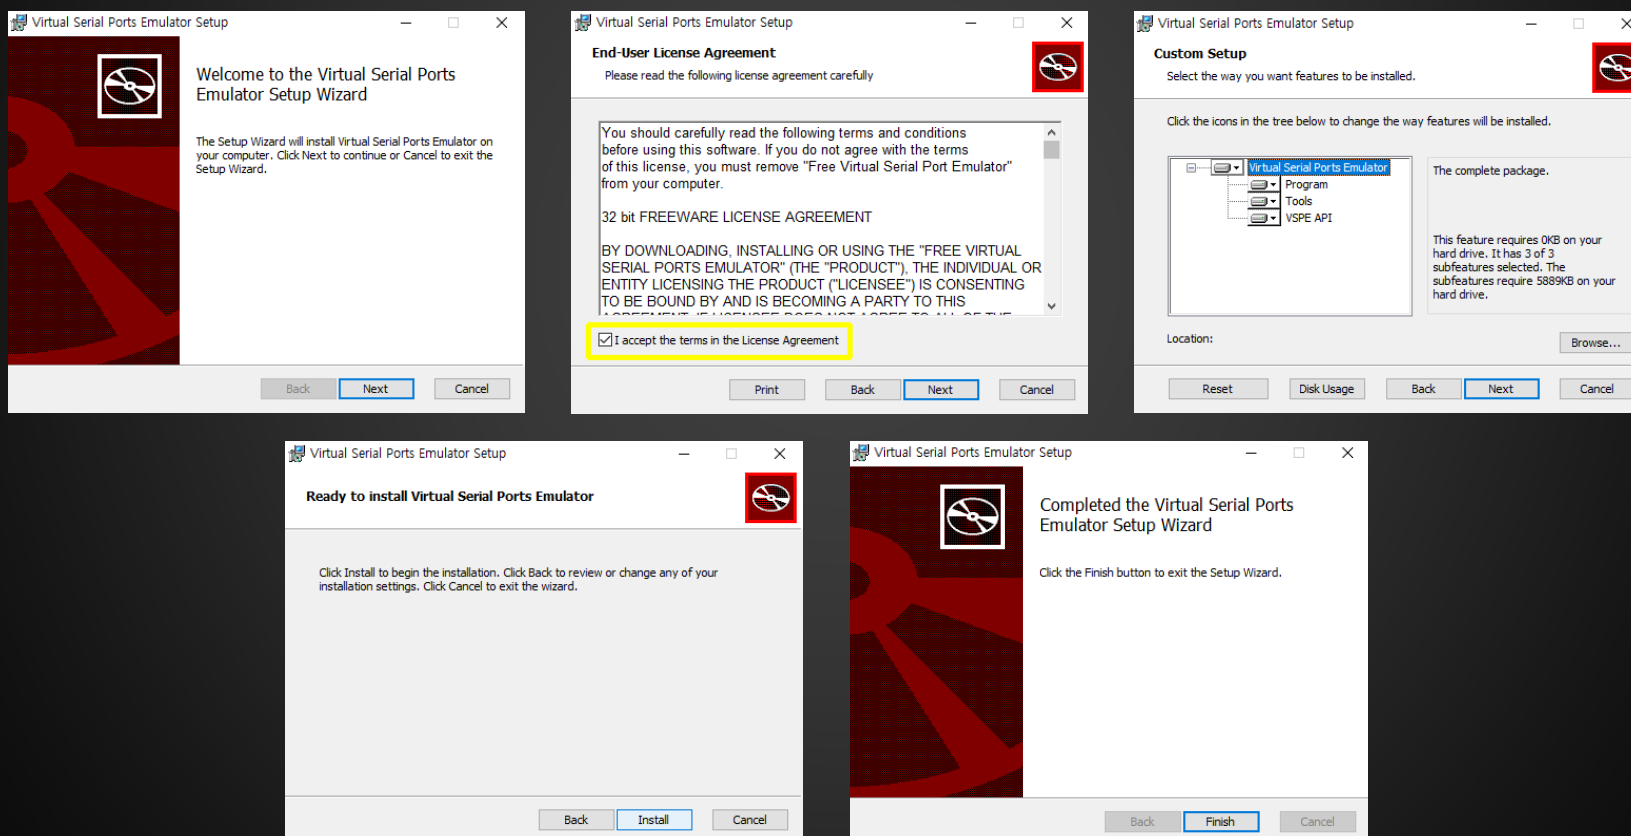 Virtual Serial Ports Emulator Setup
Welcome to the Virtual Serial Ports
Emulator Setup Wizard
The Setup Wizard will install Virtual Serial Ports Emulator on
your computer. Click Next to continue or Cancel to exit the
Setup Wizard.
Back
Next
Cancel
Virtual Serial Ports Emulator Setup
End-User License Agreement
Please read the following license agreement carefully
You should carefully read the following terms and conditions
before using this software. If you do not agree with the terms
of this license, you must remove "Free Virtual Serial Port Emulator"
from your computer.
32 bit FREEWARE LICENSE AGREEMENT
BY DOWNLOADING, INSTALLING OR USING THE "FREE VIRTUAL
SERIAL PORTS EMULATOR" (THE "PRODUCT"), THE INDIVIDUAL OR
ENTITY LICENSING THE PRODUCT ("LICENSEE") IS CONSENTING
TO BE BOUND BY AND IS BECOMING A PARTY TO THIS
AGREEMENT. IF LICENSEE DOES NOT AGREE TO ALL OF THE
I accept the terms in the License Agreement
Print
Back
Next
Cancel
Virtual Serial Ports Emulator Setup
Custom Setup
Select the way you want features to be installed.
Click the icons in the tree below to change the way features will be installed.
Virtual Serial Ports Emulator
Program
Tools
VSPE API
The complete package.
This feature requires 0KB on your
hard drive. It has 3 of 3
subfeatures selected. The
subfeatures require 5889KB on your
hard drive.
Location:
Browse...
Reset
Disk Usage
Back
Next
Cancel
Virtual Serial Ports Emulator Setup
Ready to install Virtual Serial Ports Emulator
Click Install to begin the installation. Click Back to review or change any of your
installation settings. Click Cancel to exit the wizard.
Back
Install
Cancel
Virtual Serial Ports Emulator Setup
Completed the Virtual Serial Ports
Emulator Setup Wizard
Click the Finish button to exit the Setup Wizard.
Back
Finish
Cancel